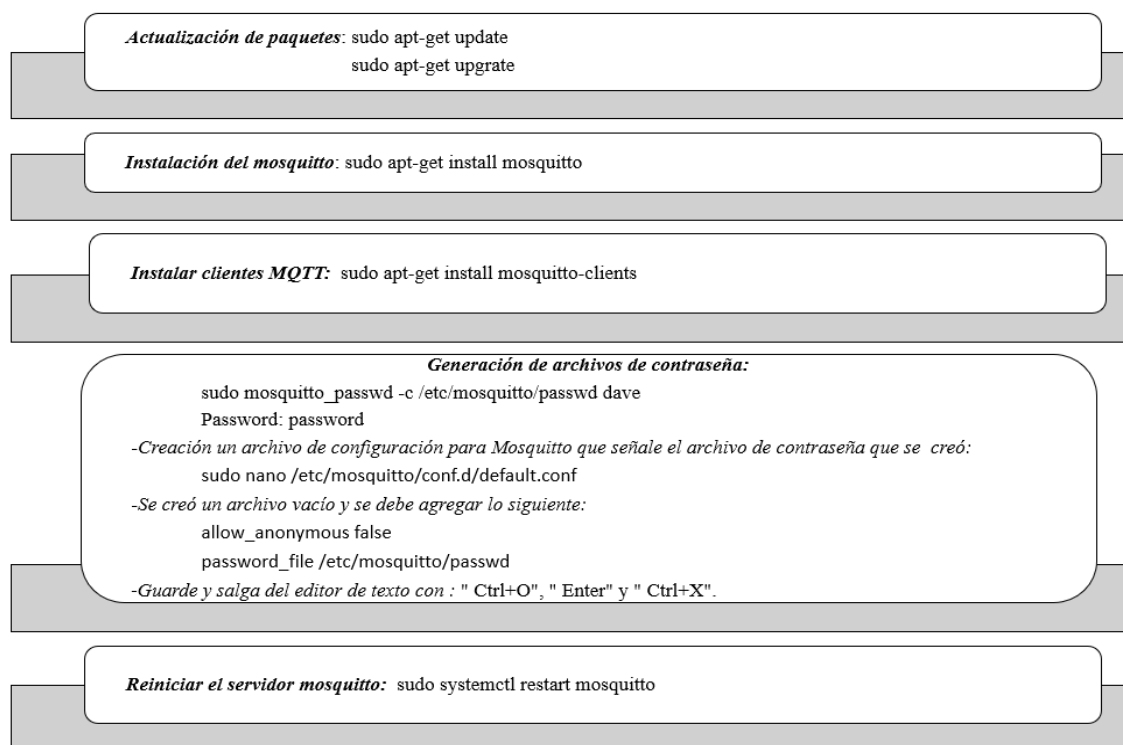 Actualización de paquetes: sudo apt-get update
sudo apt-get upgrate
Instalación del mosquitto: sudo apt-get install mosquitto
Instalar clientes MQTT: sudo apt-get install mosquitto-clients
Generación de archivos de contraseña:
sudo mosquitto_passwd -c /etc/mosquitto/passwd dave
Password: password
-Creación un archivo de configuración para Mosquitto que señale el archivo de contraseña que se creó:
sudo nano /etc/mosquitto/conf.d/default.conf
-Se creó un archivo vacío y se debe agregar lo siguiente:
allow_anonymous false
password_file /etc/mosquitto/passwd
-Guarde y salga del editor de texto con : " Ctrl+O", " Enter" y " Ctrl+X".
Reiniciar el servidor mosquitto: sudo systemctl restart mosquitto